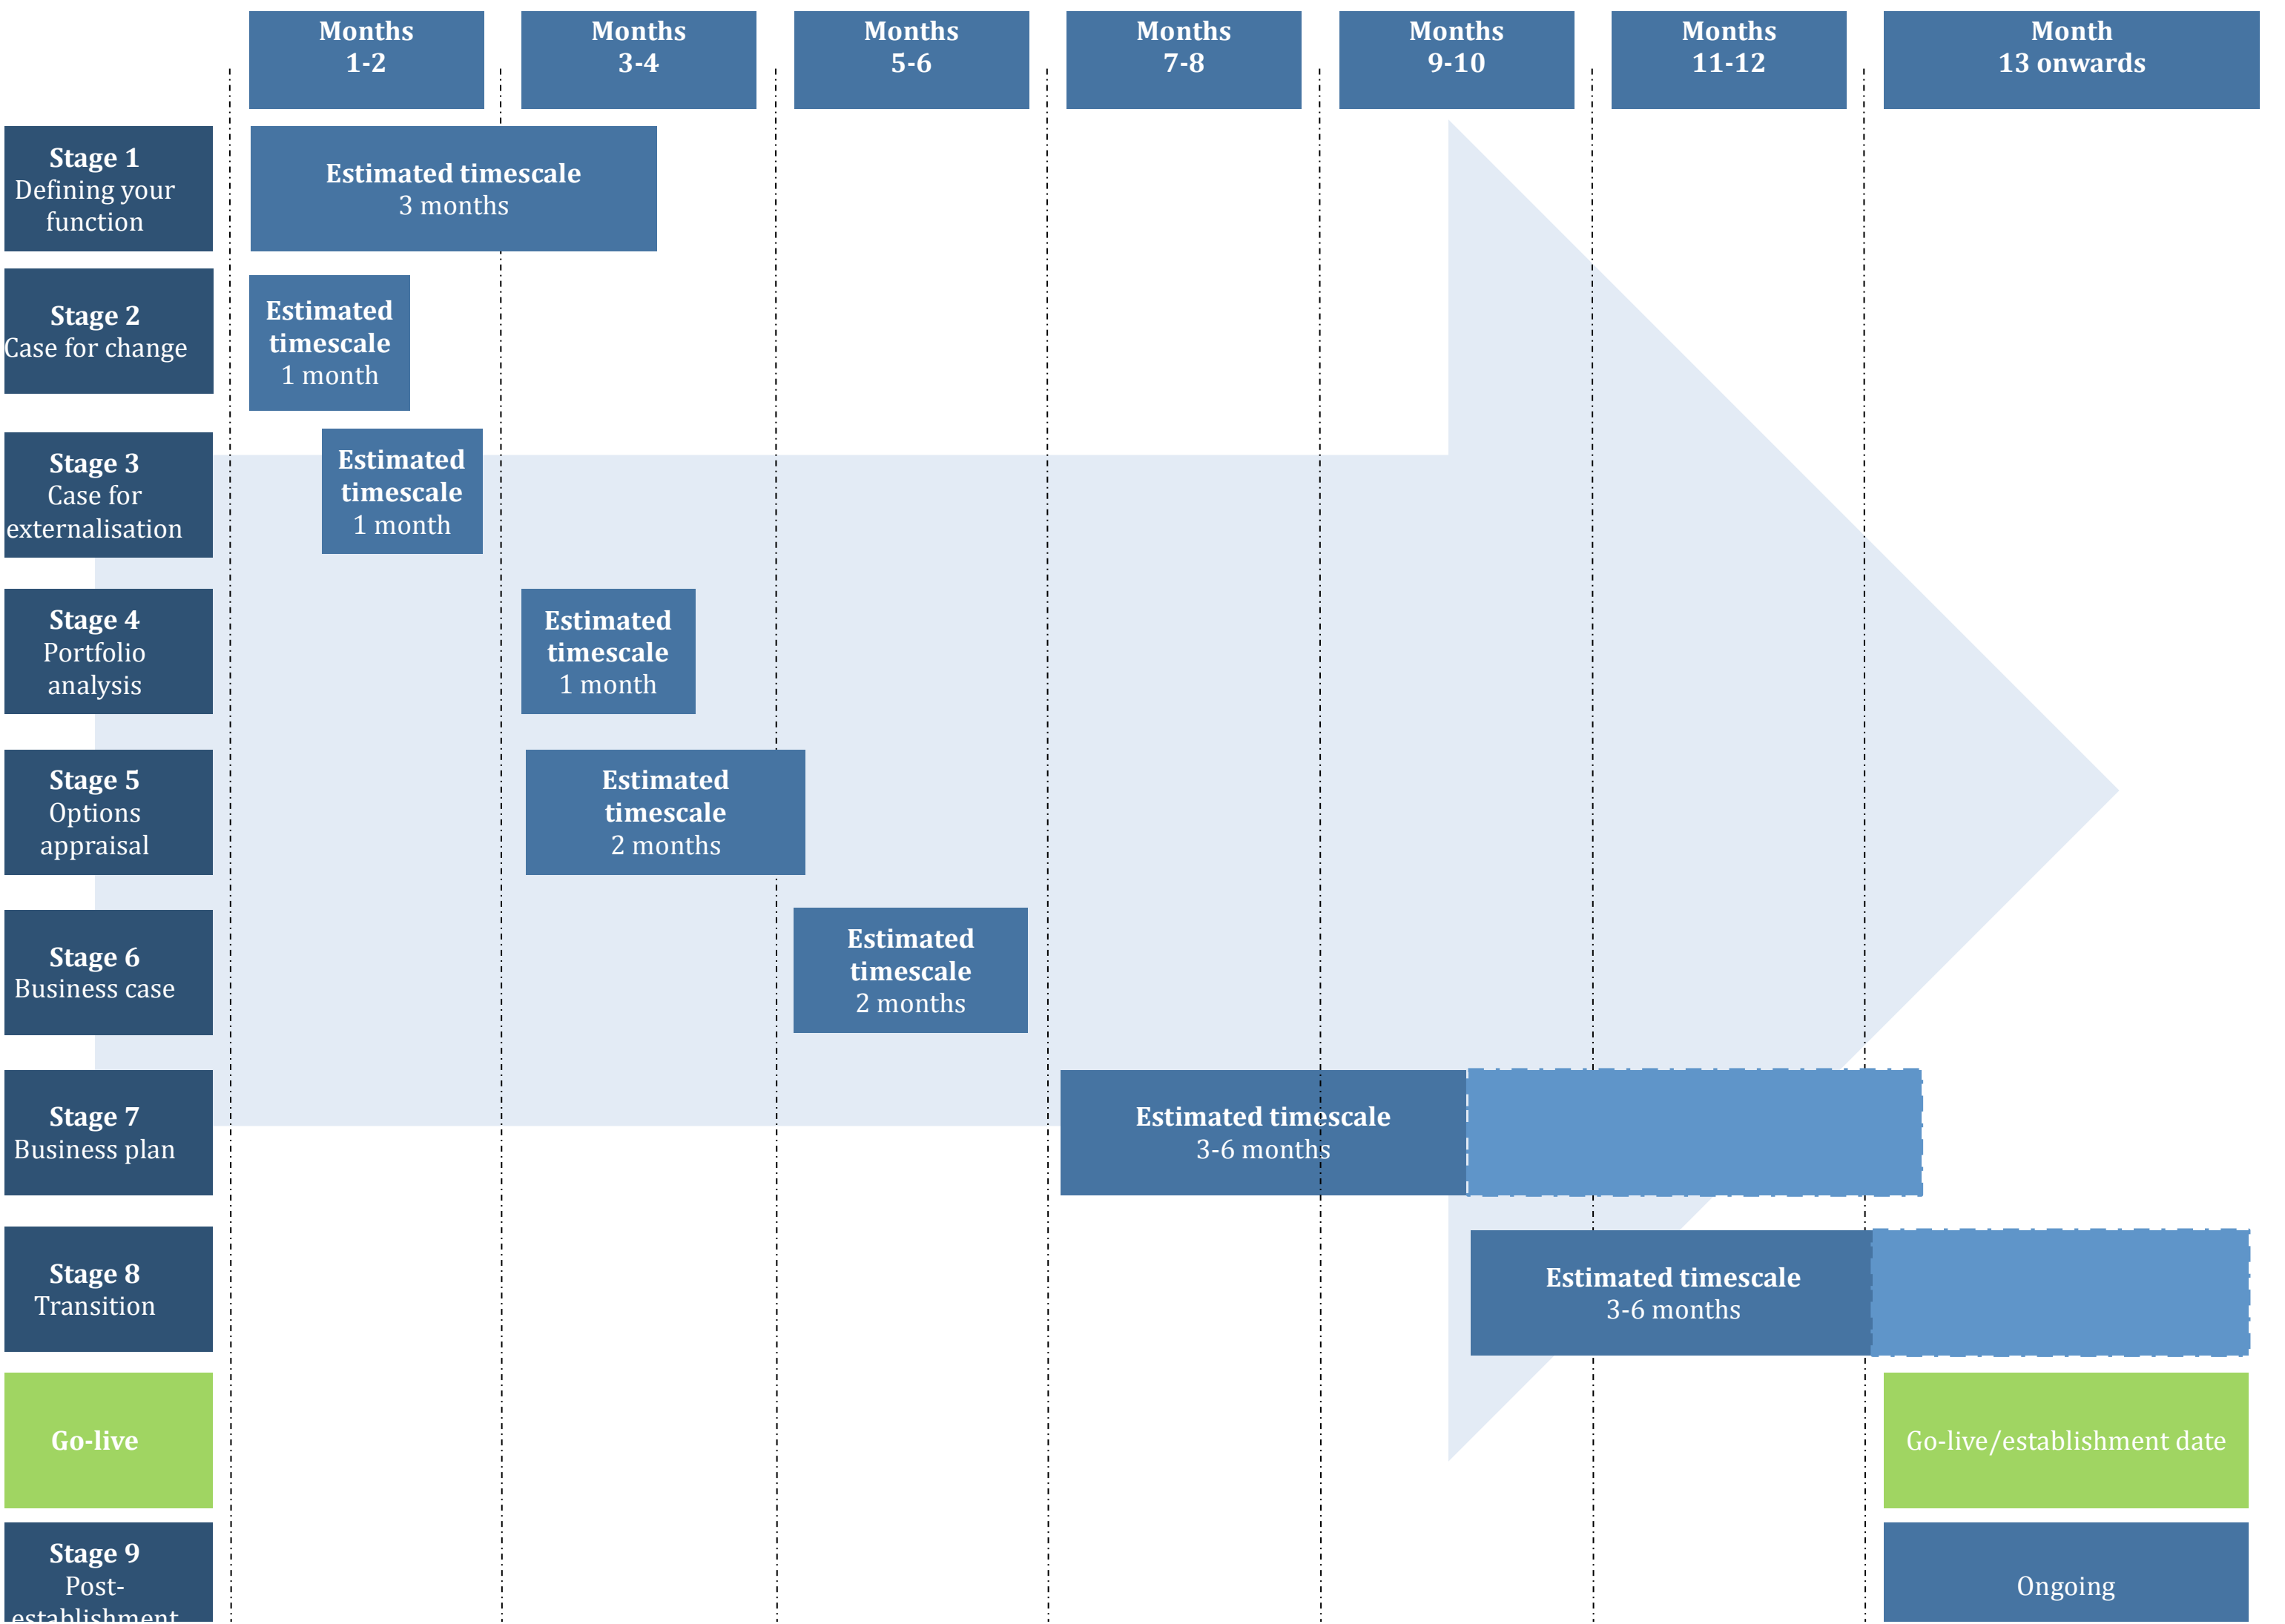 Months
1-2
Months
3-4
Months
5-6
Months
7-8
Months
9-10
Months
11-12
Month
13 onwards
Stage 1
Defining your
function
Estimated timescale
3 months
Stage 2
Case for change
Estimated
timescale
1 month
Stage 3
Case for
externalisation
Estimated
timescale
1 month
Stage 4
Portfolio
analysis
Estimated
timescale
1 month
Stage 5
Options
appraisal
Estimated
timescale
2 months
Stage 6
Business case
Estimated
timescale
2 months
Stage 7
Business plan
Estimated timescale
3-6 months
Stage 8
Transition
Estimated timescale
3-6 months
Go-live
Go-live/establishment date
Stage 9
Post-
establishment
Ongoing